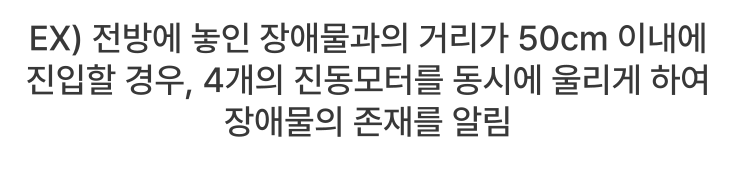 EX) 전방에 놓인 장애물과의 거리가 50cm 이내에
진입할 경우, 4개의 진동모터를 동시에 울리게 하여
장애물의 존재를 알림